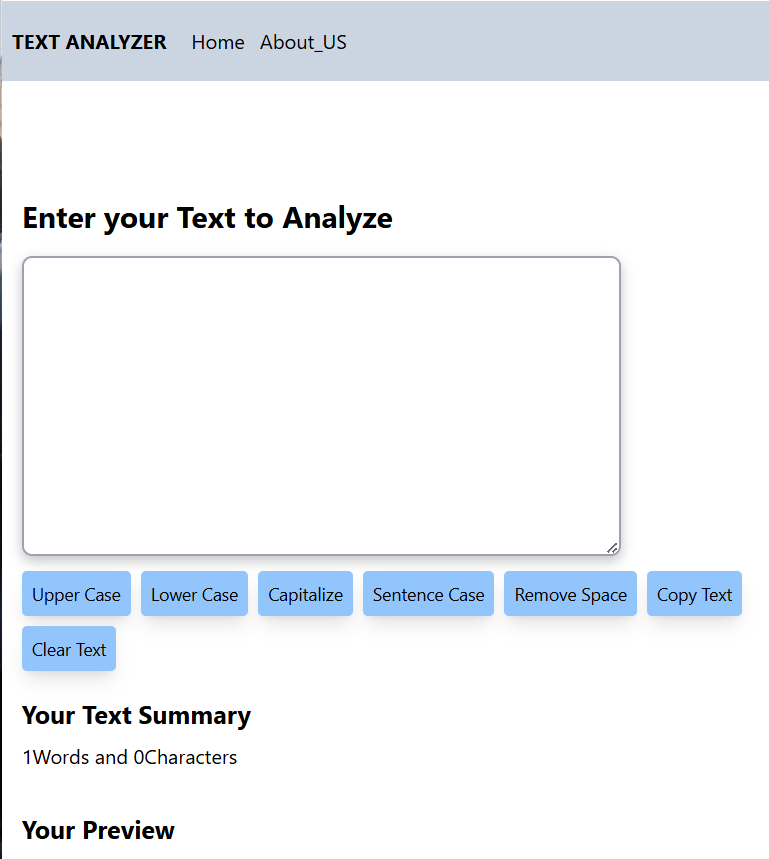 TEXT ANALYZER Home About_US
Enter your Text to Analyze
Upper Case Lower Case Capitalize Sentence Case Remove Space Copy Text
Clear Text
Your Text Summary
1Words and 0Characters
Your Preview